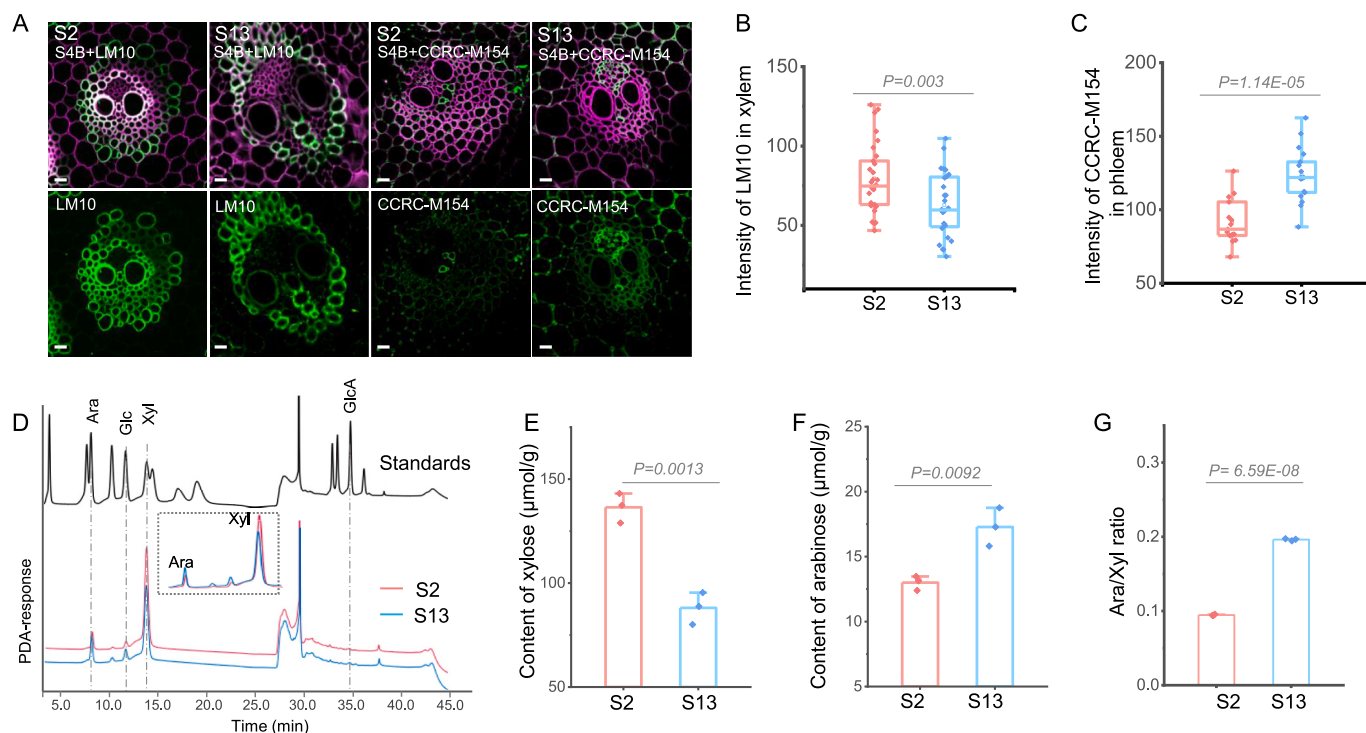 A
S2
S4B+LM10
S13
S4B+LM10
S2
S4B+CCRC-M154
S13
S4B+CCRC-M154
LM10
LM10
CCRC-M154
CCRC-M154
B
Intensity of LM10 in xylem
150
100
50
P=0.003
S2
S13
C
Intensity of CCRC-M154
in phloem
200
150
100
50
P=1.14E-05
S2
S13
D
PDA-response
Ara
Glc
Xyl
GlcA
Standards
Xyl
Ara
S2
S13
5.0
10.0
15.0
20.0
25.0
30.0
35.0
40.0
45.0
Time (min)
E
Content of xylose (μmol/g)
150
100
50
P=0.0013
S2
S13
F
Content of arabinose (μmol/g)
25
20
15
10
5
P=0.0092
S2
S13
G
Ara/Xyl ratio
0.3
0.2
0.1
0.0
P= 6.59E-08
S2
S13